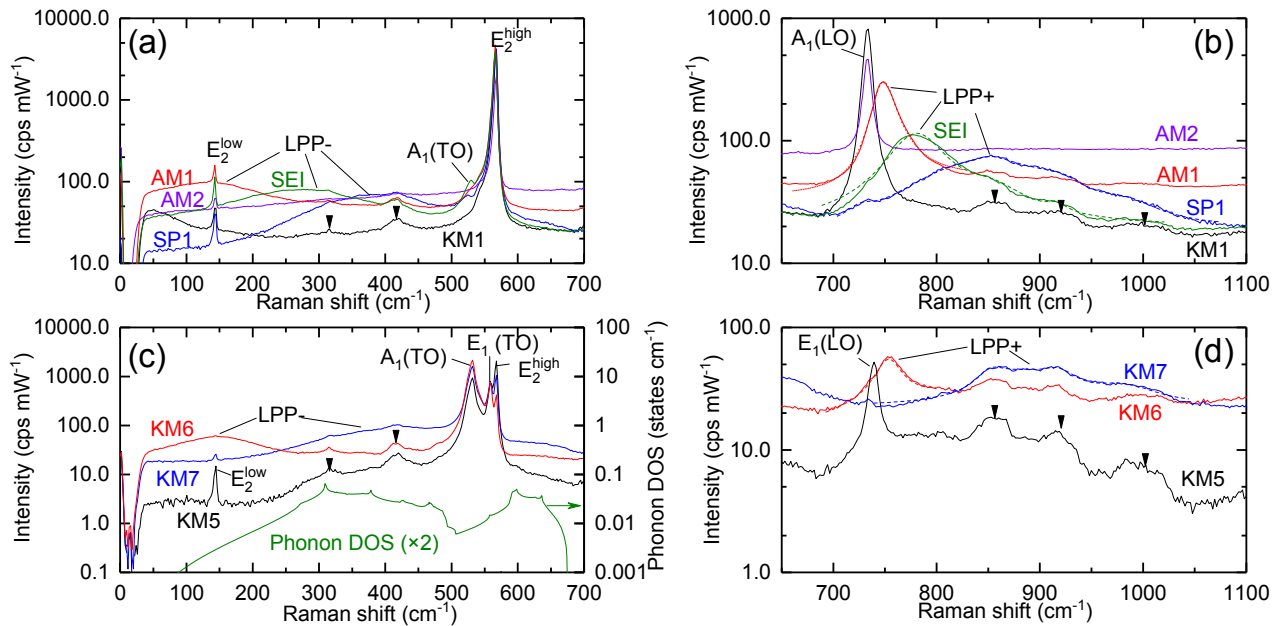 (a)
E₂ʰⁱᵍʰ
10000.0
1000.0
100.0
10.0
Intensity (cps mW⁻¹)
E₂ˡᵒʷ
LPP-
A₁(TO)
AM1
SEI
AM2
SP1
KM1
0 100 200 300 400 500 600 700
Raman shift (cm⁻¹)
(b)
A₁(LO)
1000.0
100.0
10.0
Intensity (cps mW⁻¹)
LPP+
SEI
AM2
AM1
SP1
KM1
700 800 900 1000 1100
Raman shift (cm⁻¹)
(c)
E₁ (TO)
A₁(TO)
E₂ʰⁱᵍʰ
10000.0
1000.0
100.0
10.0
1.0
0.1
Intensity (cps mW⁻¹)
100
10
1
0.1
0.01
0.001
Phonon DOS (states cm⁻¹)
LPP-
KM6
KM7
E₂ˡᵒʷ
KM5
Phonon DOS (×2)
0 100 200 300 400 500 600 700
Raman shift (cm⁻¹)
(d)
E₁(LO)
100.0
10.0
1.0
Intensity (cps mW⁻¹)
LPP+
KM7
KM6
KM5
700 800 900 1000 1100
Raman shift (cm⁻¹)